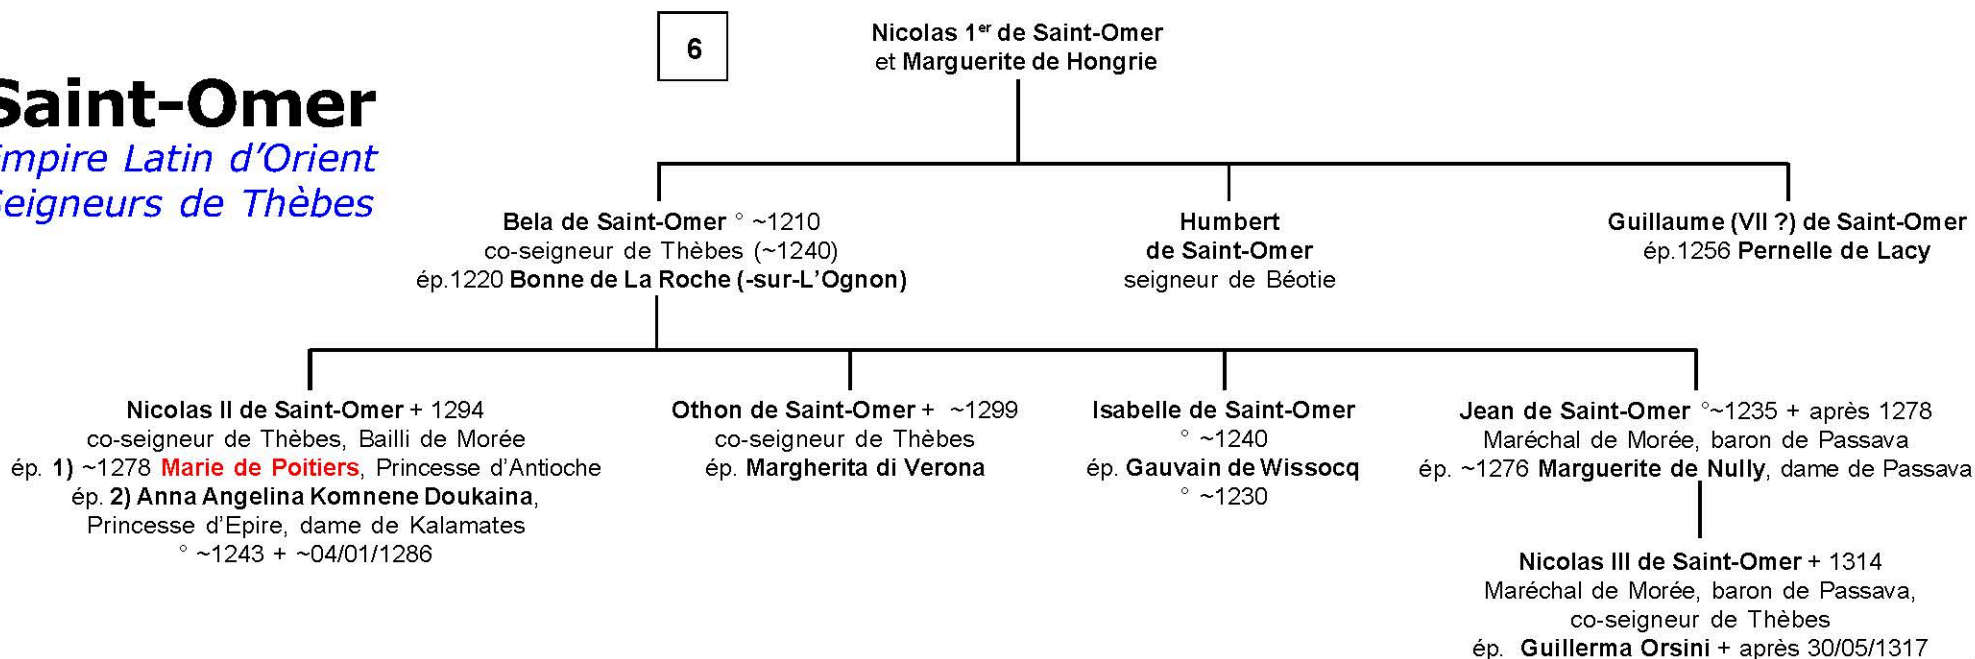 6
Nicolas 1er de Saint-Omer
et Marguerite de Hongrie
Saint-Omer
Empire Latin d'Orient
Seigneurs de Thèbes
Bela de Saint-Omer ° ~1210
co-seigneur de Thèbes (~1240)
ép.1220 Bonne de La Roche (-sur-L'Ognon)
Humbert
de Saint-Omer
seigneur de Béotie
Guillaume (VII ?) de Saint-Omer
ép.1256 Pernelle de Lacy
Nicolas II de Saint-Omer + 1294
co-seigneur de Thèbes, Bailli de Morée
ép. 1) ~1278 Marie de Poitiers, Princesse d'Antioche
ép. 2) Anna Angelina Komnene Doukaina,
Princesse d'Epire, dame de Kalamates
° ~1243 + ~04/01/1286
Othon de Saint-Omer + ~1299
co-seigneur de Thèbes
ép. Margherita di Verona
Isabelle de Saint-Omer
° ~1240
ép. Gauvain de Wissocq
° ~1230
Jean de Saint-Omer °~1235 + après 1278
Maréchal de Morée, baron de Passava
ép. ~1276 Marguerite de Nully, dame de Passava
Nicolas III de Saint-Omer + 1314
Maréchal de Morée, baron de Passava,
co-seigneur de Thèbes
ép. Guillerma Orsini + après 30/05/1317